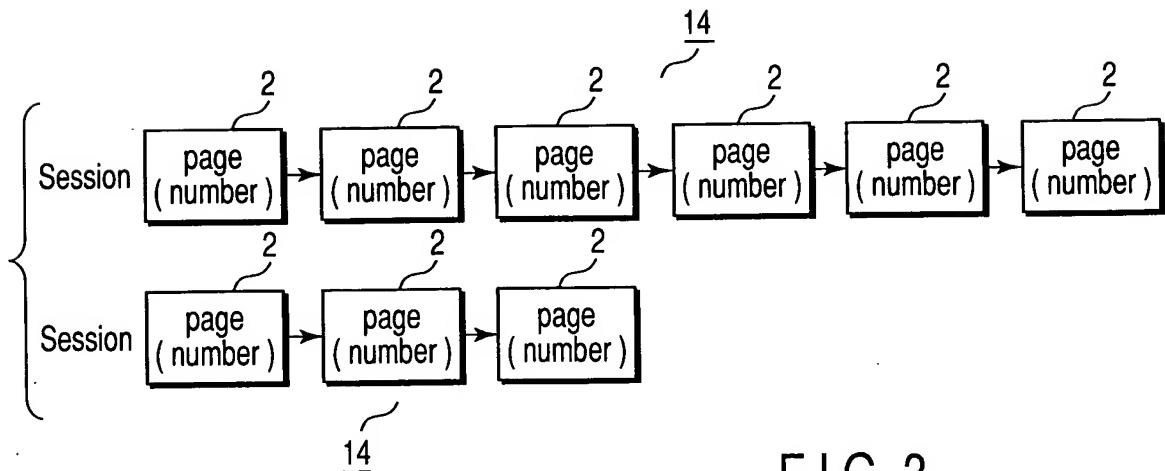 14
2 2 2 2 2 2
page page page page page page
Session (number) (number) (number) (number) (number) (number)
2 2 2
page page page
Session (number) (number) (number)
14
FIG.